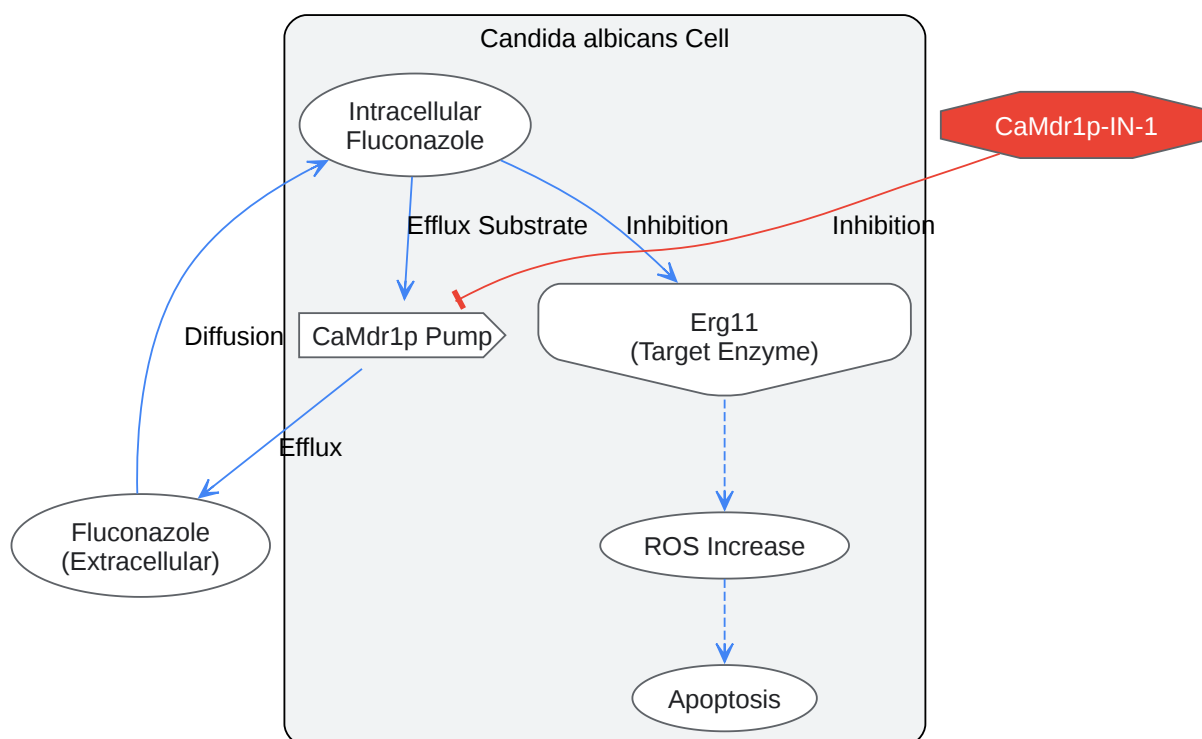 Candida albicans Cell
Intracellular
Fluconazole
CaMdr1p-IN-1
Efflux Substrate
Inhibition
Inhibition
Diffusion
CaMdr1p Pump
Erg11
(Target Enzyme)
Efflux
Fluconazole
(Extracellular)
ROS Increase
Apoptosis